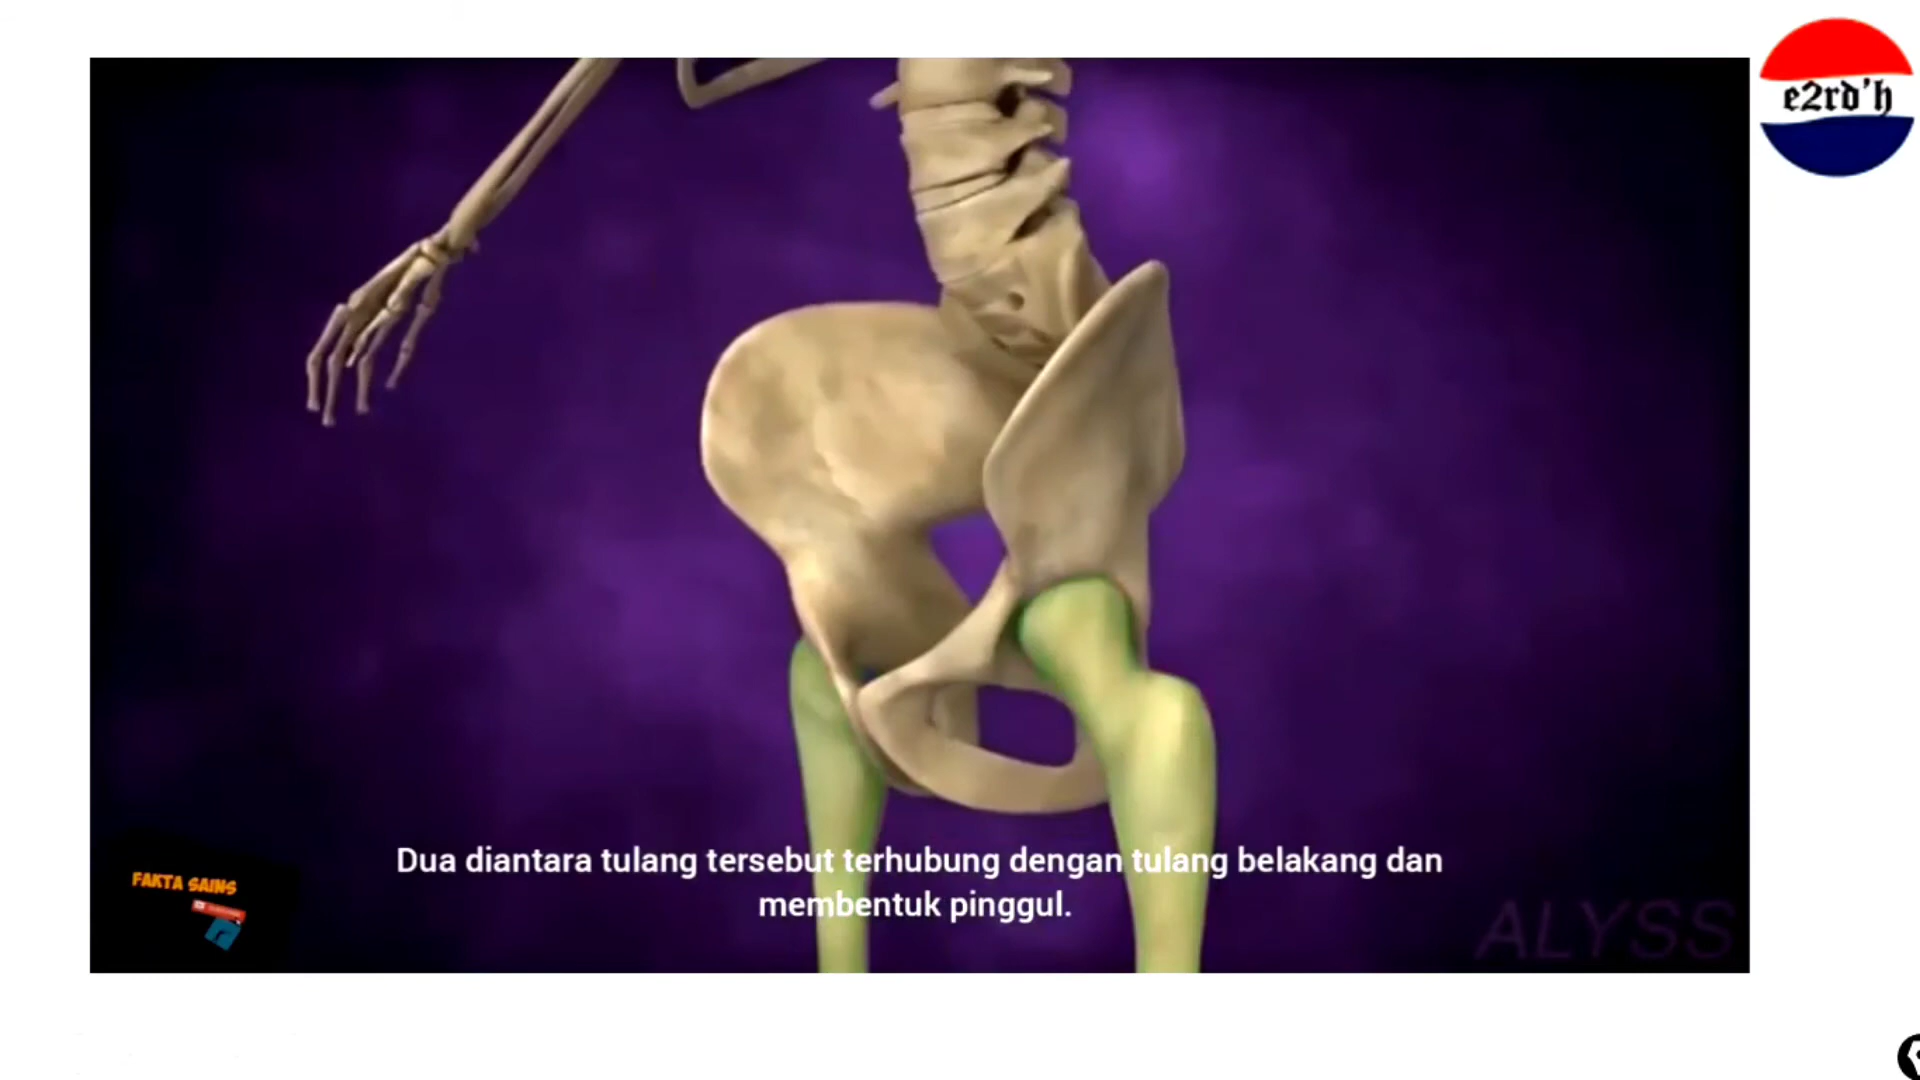 e2rd'h
Dua diantara tulang tersebut terhubung dengan tulang belakang dan
membentuk pinggul.
FAKTA SAINS
ALYSS